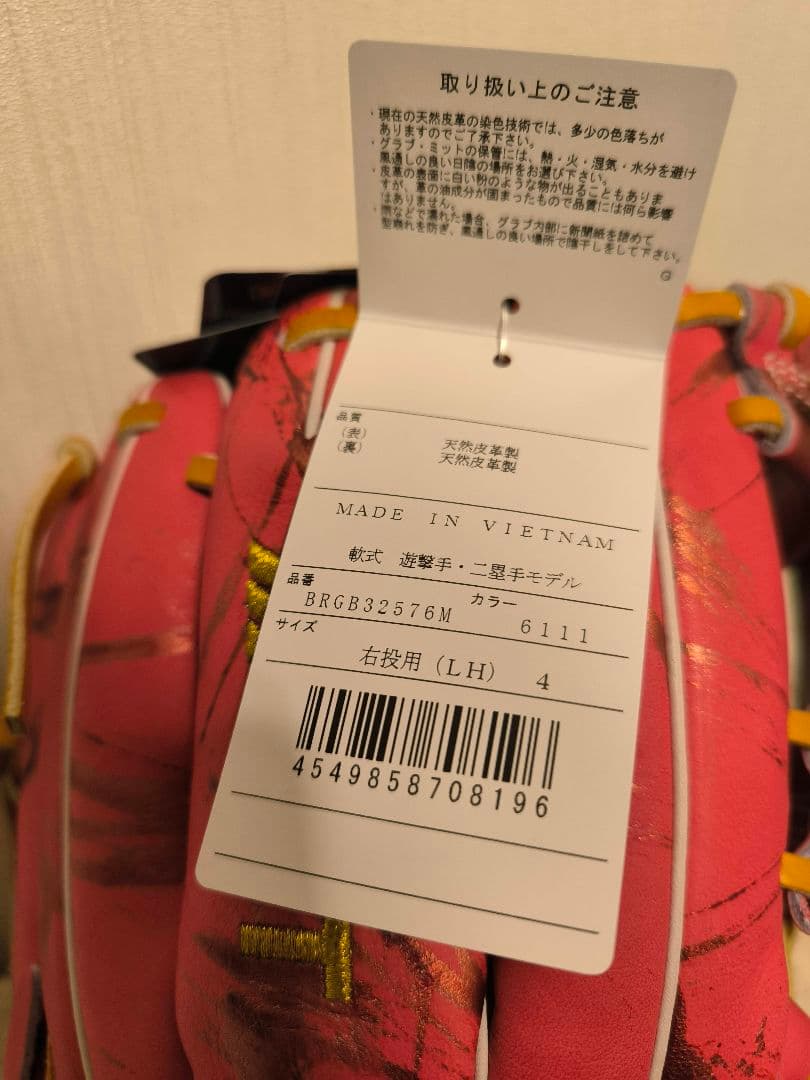 取り扱い上のご注意
・現在の天然皮革の染色技術では、多少の色落ちが
ありますのでご了承下さい。
・グラブ・ミットの保管には、熱・火・湿気・水分を避け
風通しの良い日陰の場所をお選び下さい。
・皮革の表面に白い粉のような物が出ることもありま
すが、革の油成分が固まったもので品質には何ら影響
はありません。
・雨などで濡れた場合、グラブ内部に新聞紙を詰めて
型崩れを防ぎ、風通しの良い場所で陰干しをして下さい。
G
品質
(表) 天然皮革製
(裏) 天然皮革製
MADE IN VIETNAM
軟式 遊撃手・二塁手モデル
品番 BRGB32576M カラー 6111
サイズ
右投用(LH) 4
4549858708196